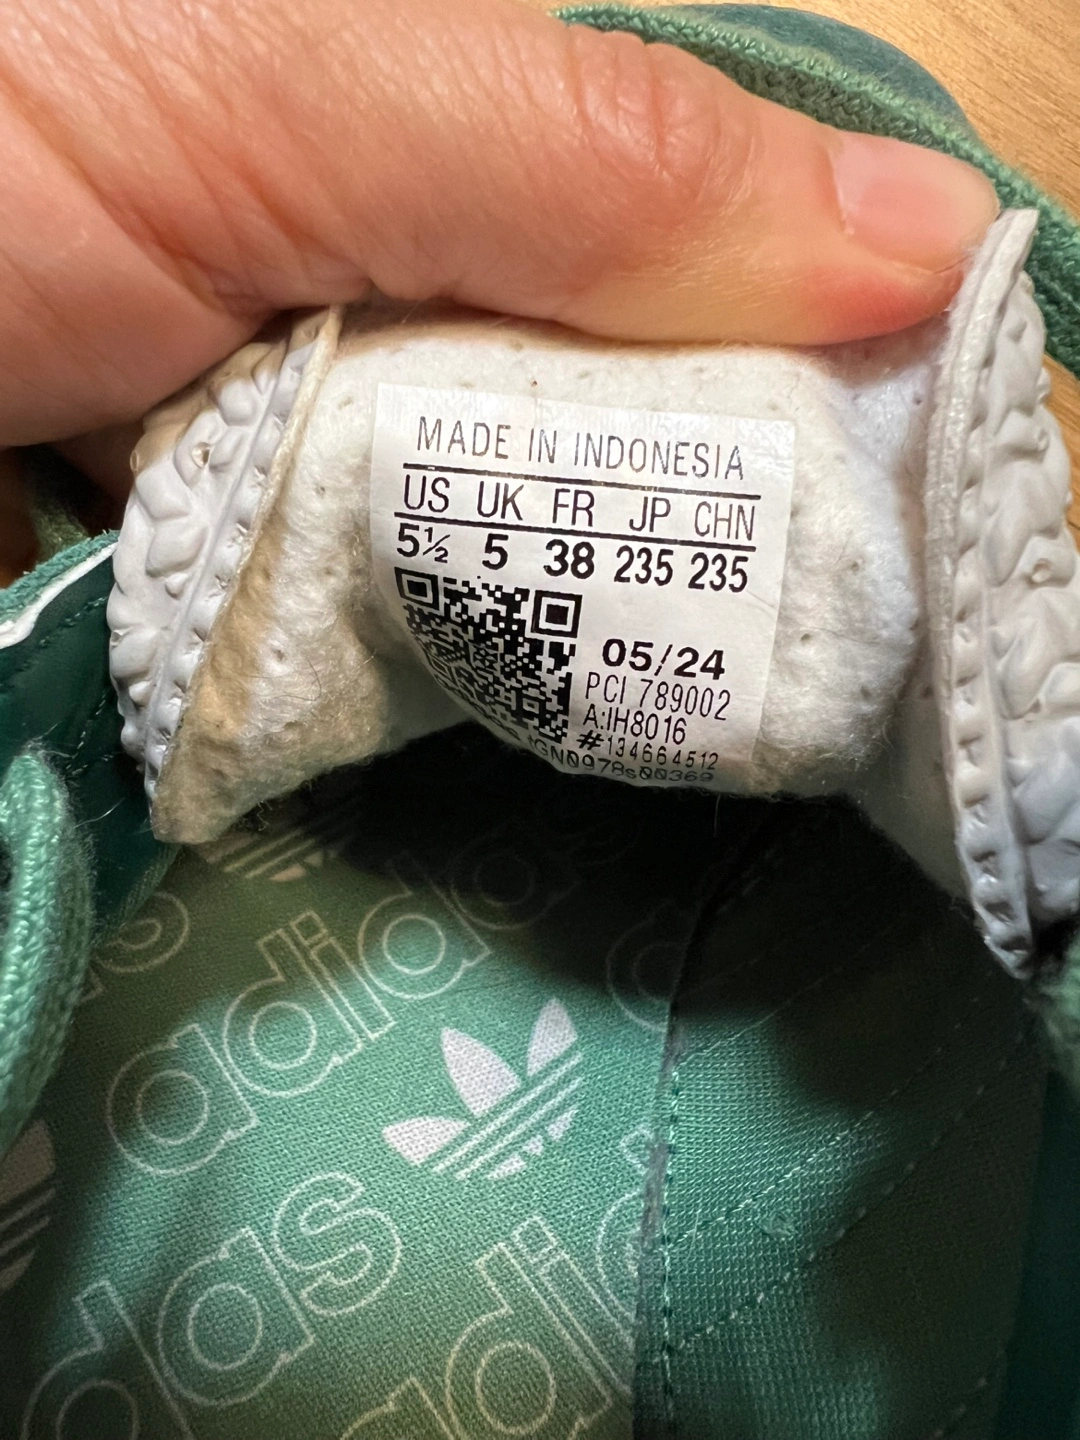 MADE IN INDONESIA
US UK FR JP CHN
5½ 5 38 235 235
05/24
PCI 789002
A:IH8016
#134664512
adidas
adidas